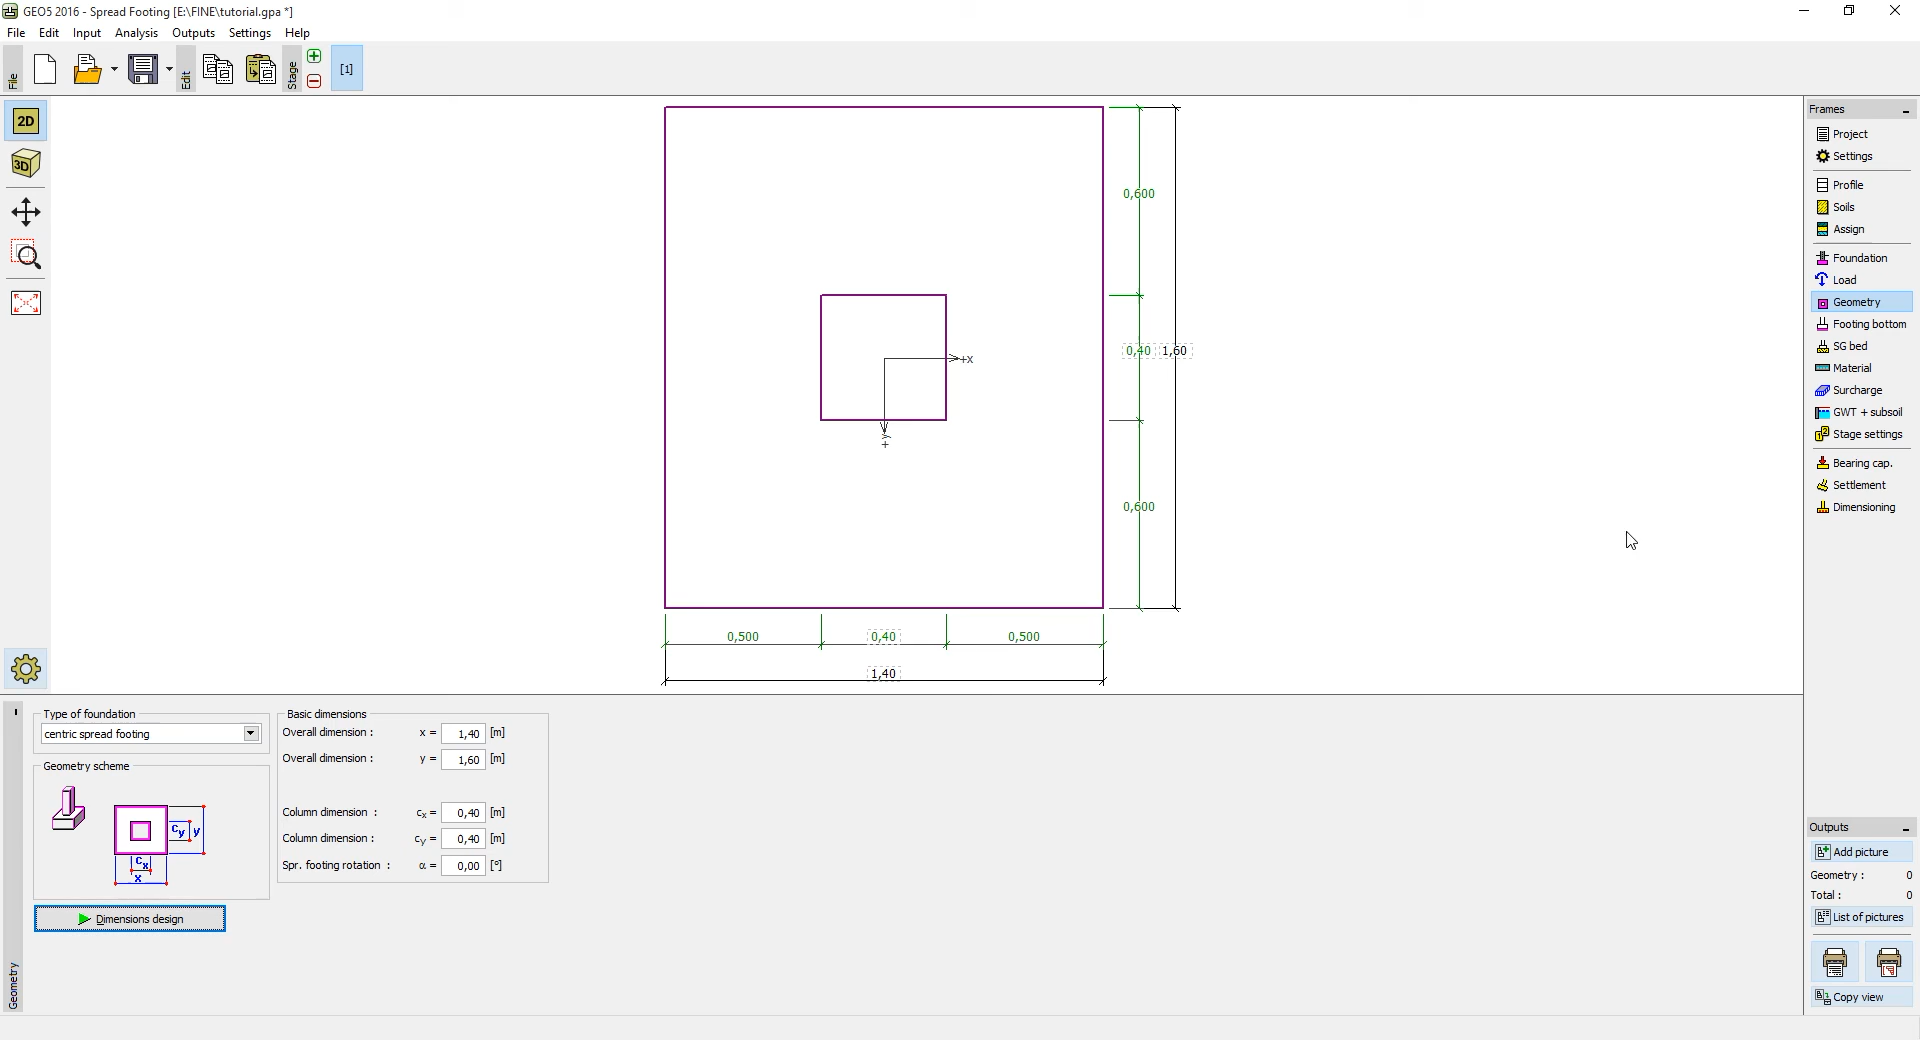 GEO5 2016 - Spread Footing [E:\FINE\tutorial.gpa *]
File Edit Input Analysis Outputs Settings Help
File
Edit
Stage
[1]
2D
3D
0,600
0,40 1,60
0,600
+x
+y
0,500 0,40 0,500
1,40
Frames
Project
Settings
Profile
Soils
Assign
Foundation
Load
Geometry
Footing bottom
SG bed
Material
Surcharge
GWT + subsoil
Stage settings
Bearing cap.
Settlement
Dimensioning
Outputs
Add picture
Geometry : 0
Total : 0
List of pictures
Copy view
Geometry
Type of foundation
centric spread footing
Geometry scheme
cy y
cx
x
Dimensions design
Basic dimensions
Overall dimension : x = 1,40 [m]
Overall dimension : y = 1,60 [m]
Column dimension : cx = 0,40 [m]
Column dimension : cy = 0,40 [m]
Spr. footing rotation : α = 0,00 [°]